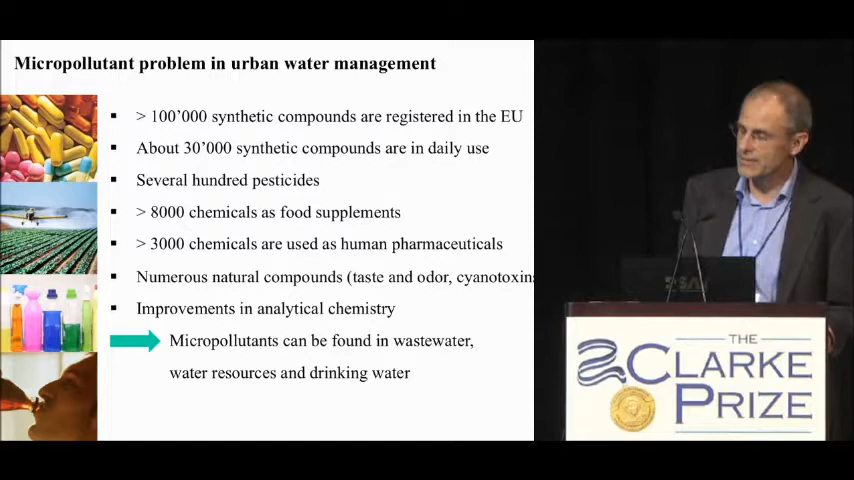 Micropollutant problem in urban water management
> 100’000 synthetic compounds are registered in the EU
About 30’000 synthetic compounds are in daily use
Several hundred pesticides
> 8000 chemicals as food supplements
> 3000 chemicals are used as human pharmaceuticals
Numerous natural compounds (taste and odor, cyanotoxins
Improvements in analytical chemistry
Micropollutants can be found in wastewater,
water resources and drinking water
THE
CLARKE
PRIZE